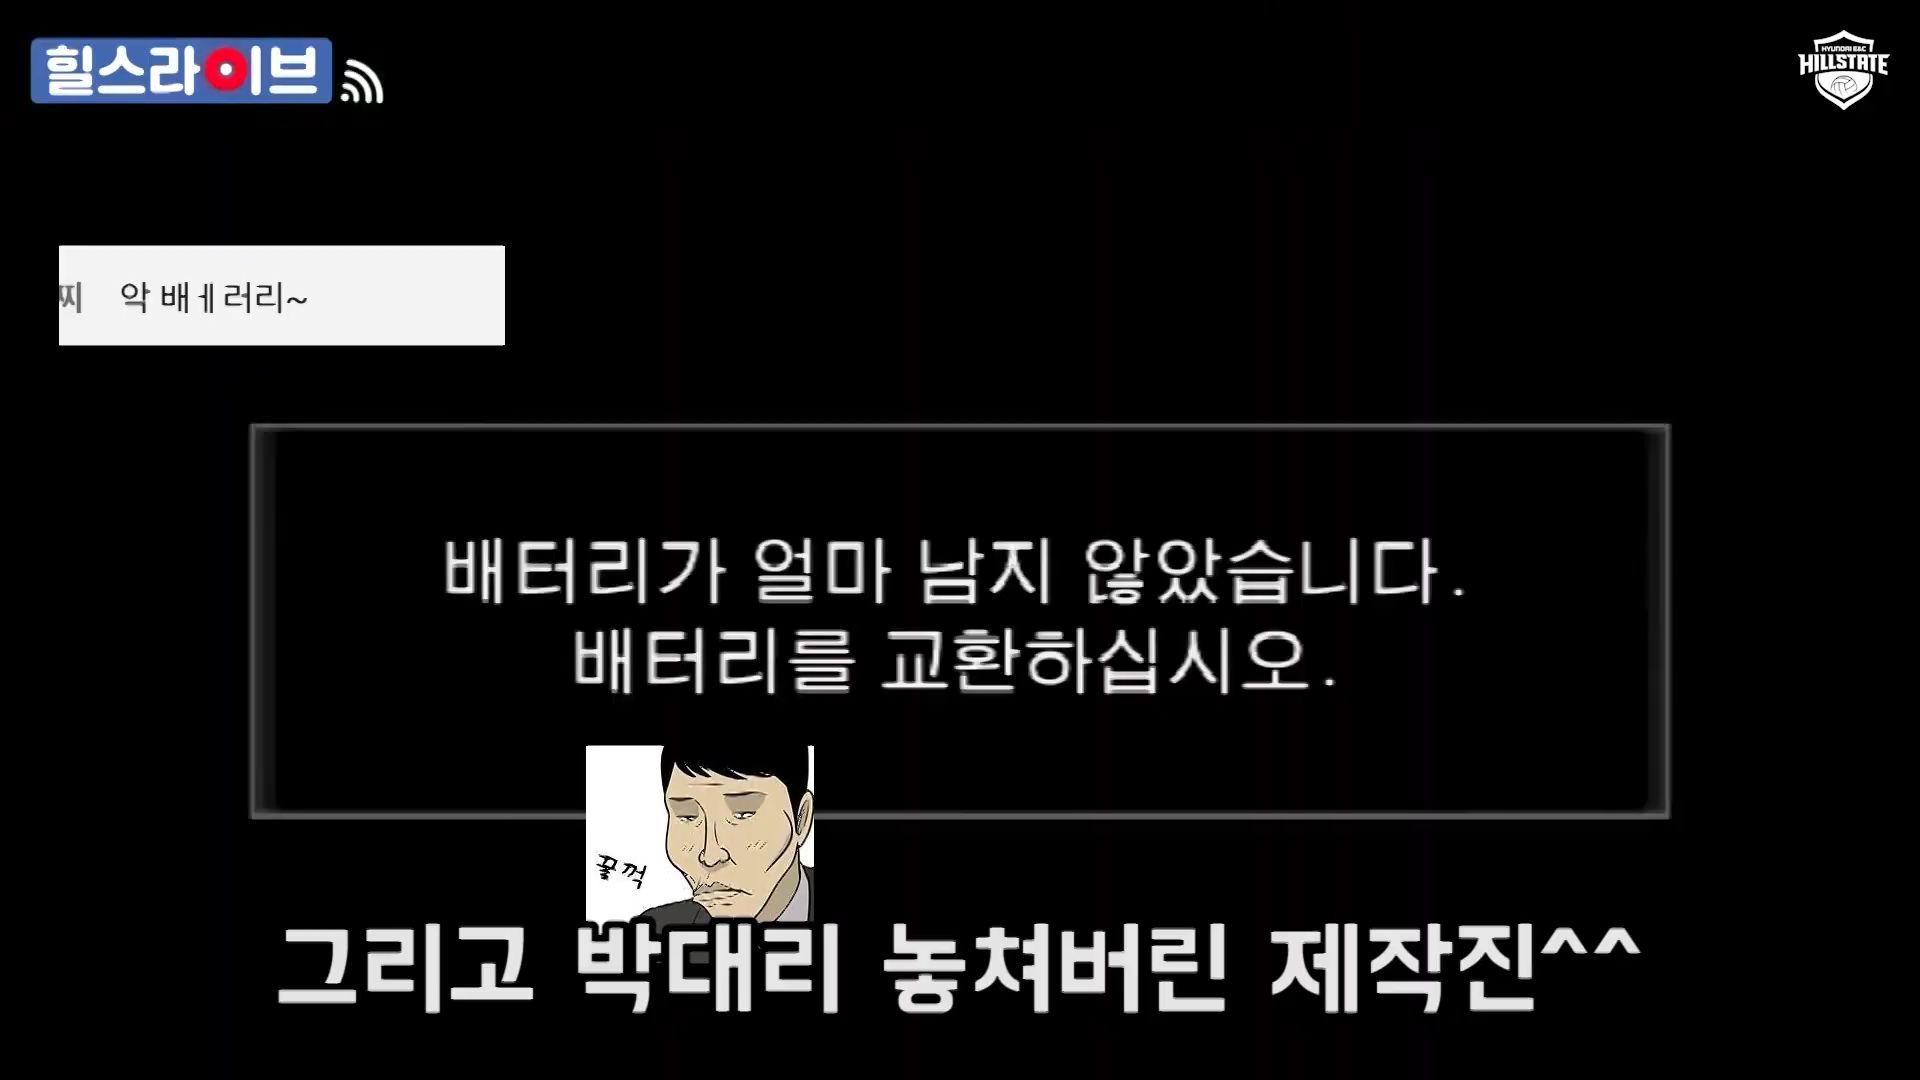 힐스라이브
HYUNDAI E&C
HILLSTATE
찌 악 배ㅔ러리~
배터리가 얼마 남지 않았습니다.
배터리를 교환하십시오.
꿀꺽
그리고 박대리 놓쳐버린 제작진^^